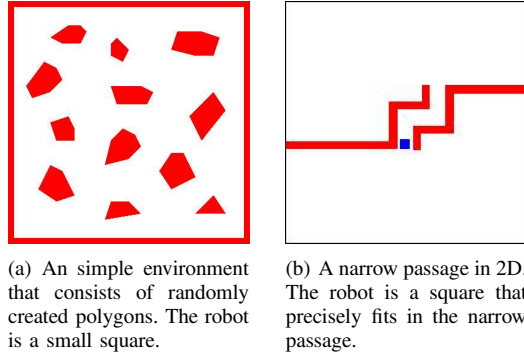 (a) An simple environment
that consists of randomly
created polygons. The robot
is a small square.
(b) A narrow passage in 2D.
The robot is a square that
precisely fits in the narrow
passage.